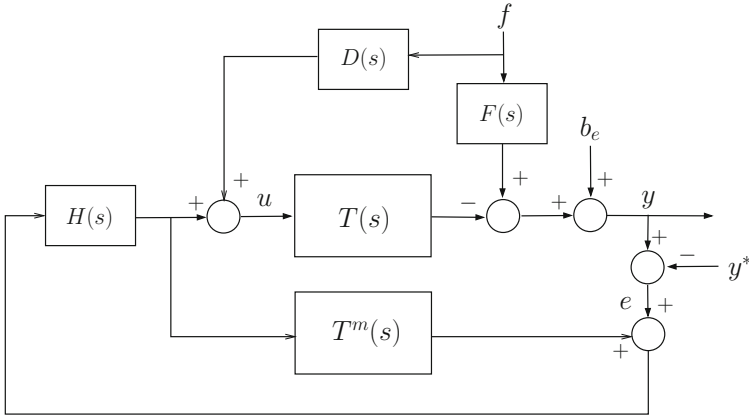 f
D(s)
F(s)
b_e
+
+
+
H(s)
+
u
T(s)
−
+
y
+
−
y*
e
+
T^m(s)
+